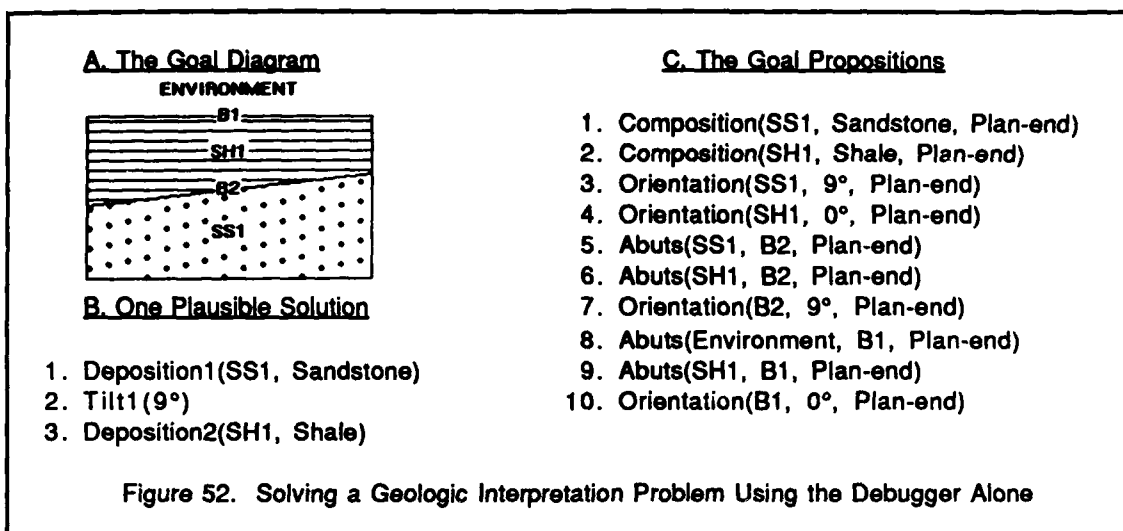 A. The Goal Diagram
ENVIRONMENT
B1
SH1
B2
SS1
B. One Plausible Solution
1. Deposition1(SS1, Sandstone)
2. Tilt1(9°)
3. Deposition2(SH1, Shale)
C. The Goal Propositions
1. Composition(SS1, Sandstone, Plan-end)
2. Composition(SH1, Shale, Plan-end)
3. Orientation(SS1, 9°, Plan-end)
4. Orientation(SH1, 0°, Plan-end)
5. Abuts(SS1, B2, Plan-end)
6. Abuts(SH1, B2, Plan-end)
7. Orientation(B2, 9°, Plan-end)
8. Abuts(Environment, B1, Plan-end)
9. Abuts(SH1, B1, Plan-end)
10. Orientation(B1, 0°, Plan-end)
Figure 52. Solving a Geologic Interpretation Problem Using the Debugger Alone